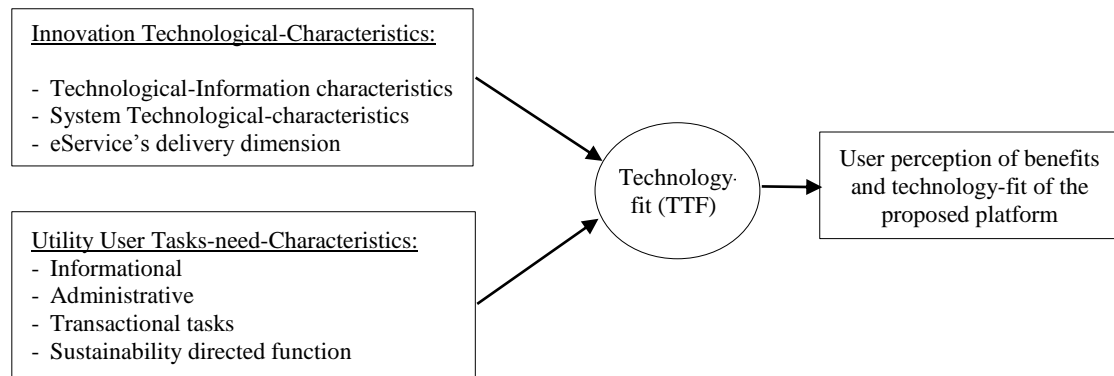 Innovation Technological-Characteristics:
- Technological-Information characteristics
- System Technological-characteristics
- eService’s delivery dimension
Utility User Tasks-need-Characteristics:
- Informational
- Administrative
- Transactional tasks
- Sustainability directed function
Technology-
fit (TTF)
User perception of benefits
and technology-fit of the
proposed platform